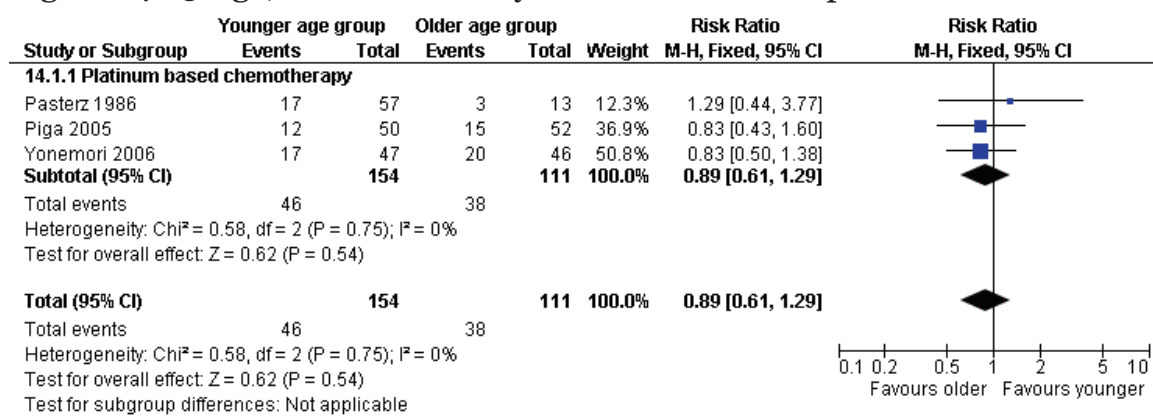 Younger age group Older age group Risk Ratio Risk Ratio
Study or Subgroup Events Total Events Total Weight M-H, Fixed, 95% CI M-H, Fixed, 95% CI
14.1.1 Platinum based chemotherapy
Pasterz 1986 17 57 3 13 12.3% 1.29 [0.44, 3.77]
Piga 2005 12 50 15 52 36.9% 0.83 [0.43, 1.60]
Yonemori 2006 17 47 20 46 50.8% 0.83 [0.50, 1.38]
Subtotal (95% CI) 154 111 100.0% 0.89 [0.61, 1.29]
Total events 46 38
Heterogeneity: Chi² = 0.58, df = 2 (P = 0.75); I² = 0%
Test for overall effect: Z = 0.62 (P = 0.54)
Total (95% CI) 154 111 100.0% 0.89 [0.61, 1.29]
Total events 46 38
Heterogeneity: Chi² = 0.58, df = 2 (P = 0.75); I² = 0%
Test for overall effect: Z = 0.62 (P = 0.54)
Test for subgroup differences: Not applicable
0.1 0.2 0.5 1 2 5 10
Favours older Favours younger